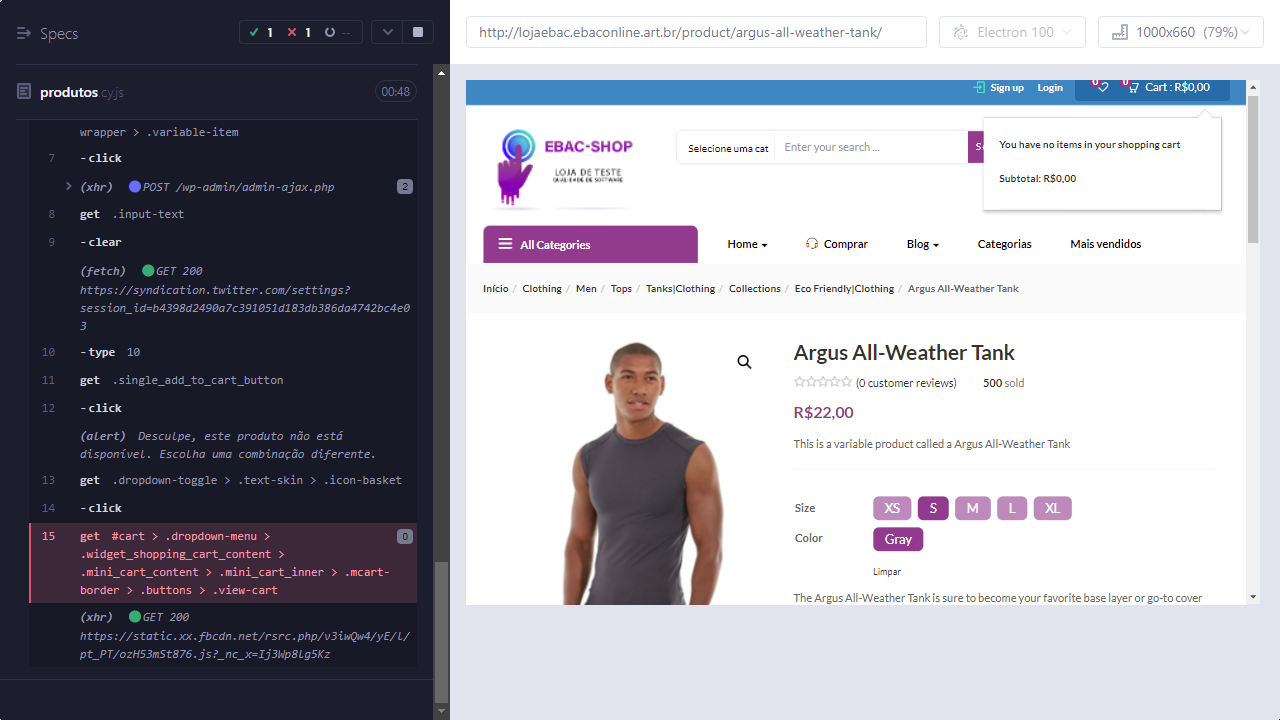 Specs
1
1
--
produtos.cy.js
00:48
wrapper > .variable-item
7 -click
(xhr) POST /wp-admin/admin-ajax.php 2
8 get .input-text
9 -clear
(fetch) GET 200
https://syndication.twitter.com/settings?
session_id=b4398d2490a7c391051d183db386da4742bc4e0
3
10 -type 10
11 get .single_add_to_cart_button
12 -click
(alert) Desculpe, este produto não está
disponível. Escolha uma combinação diferente.
13 get .dropdown-toggle > .text-skin > .icon-basket
14 -click
15 get #cart > .dropdown-menu > 0
.widget_shopping_cart_content >
.mini_cart_content > .mini_cart_inner > .mcart-
border > .buttons > .view-cart
(xhr) GET 200
https://static.xx.fbcdn.net/rsrc.php/v3iwQw4/yE/l/
pt_PT/ozH53mSt876.js?_nc_x=Ij3Wp8lg5Kz
http://lojaebac.ebaconline.art.br/product/argus-all-weather-tank/
Electron 100
1000x660 (79%)
Sign up Login 0 0 Cart : R$0,00
You have no items in your shopping cart
Subtotal: R$0,00
EBAC-SHOP
LOJA DE TESTE
QUALIDADE DE SOFTWARE
Selecione uma cat Enter your search ...
All Categories Home Comprar Blog Categorias Mais vendidos
Início / Clothing / Men / Tops / Tanks|Clothing / Collections / Eco Friendly|Clothing / Argus All-Weather Tank
Argus All-Weather Tank
(0 customer reviews) 500 sold
R$22,00
This is a variable product called a Argus All-Weather Tank
Size XS S M L XL
Color Gray
Limpar
The Argus All-Weather Tank is sure to become your favorite base layer or go-to cover